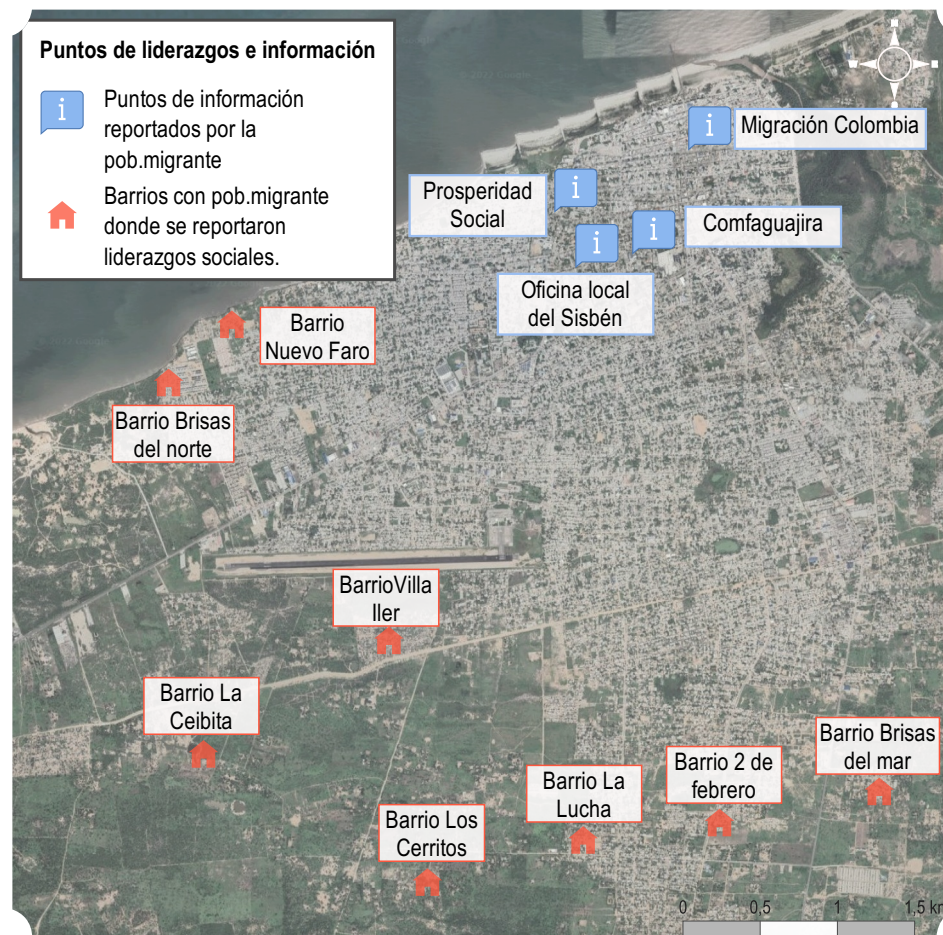 Puntos de liderazgos e información
i
Puntos de información
reportados por la
pob.migrante
Barrios con pob.migrante
donde se reportaron
liderazgos sociales.
i
Migración Colombia
Prosperidad
Social
i
i
Comfaguajira
i
Oficina local
del Sisbén
Barrio
Nuevo Faro
Barrio Brisas
del norte
BarrioVilla
Iler
Barrio La
Ceibita
Barrio Brisas
del mar
Barrio 2 de
febrero
Barrio La
Lucha
Barrio Los
Cerritos
0 0,5 1 1,5 km